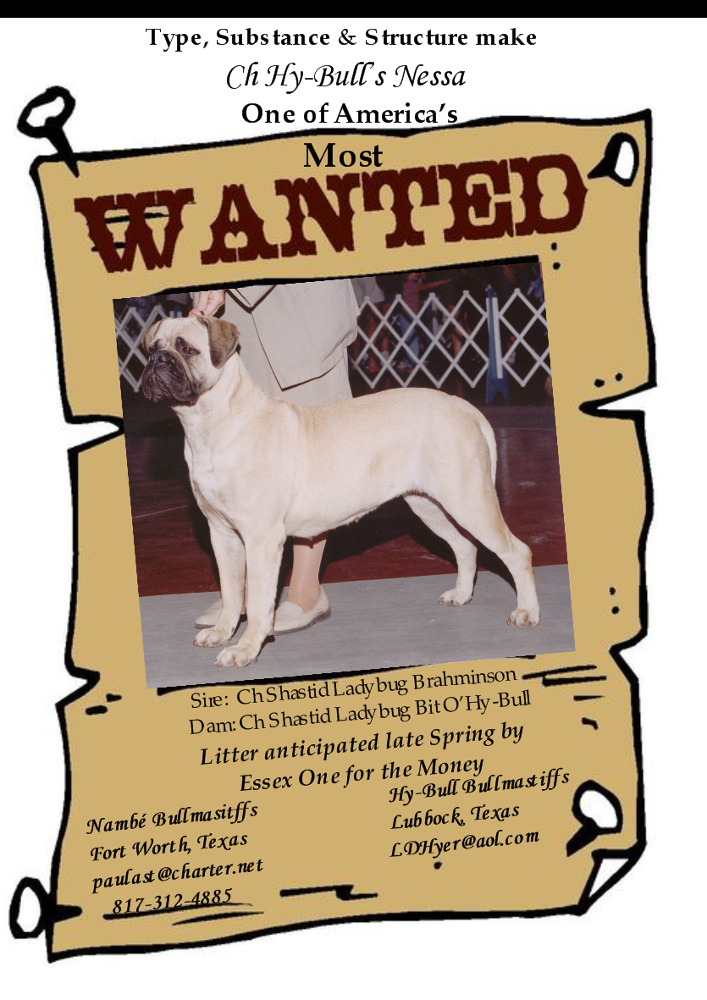 Type, Substance & Structure make
Ch Hy-Bull's Nessa
One of America's
Most
WANTED
Sire: Ch Shastid Ladybug Brahminson
Dam: Ch Shastid Ladybug Bit O'Hy-Bull
Litter anticipated late Spring by
Essex One for the Money
Nambé Bullmasitffs
Fort Worth, Texas
paulast@charter.net
817-312-4885
Hy-Bull Bullmastiffs
Lubbock, Texas
LDHyer@aol.com